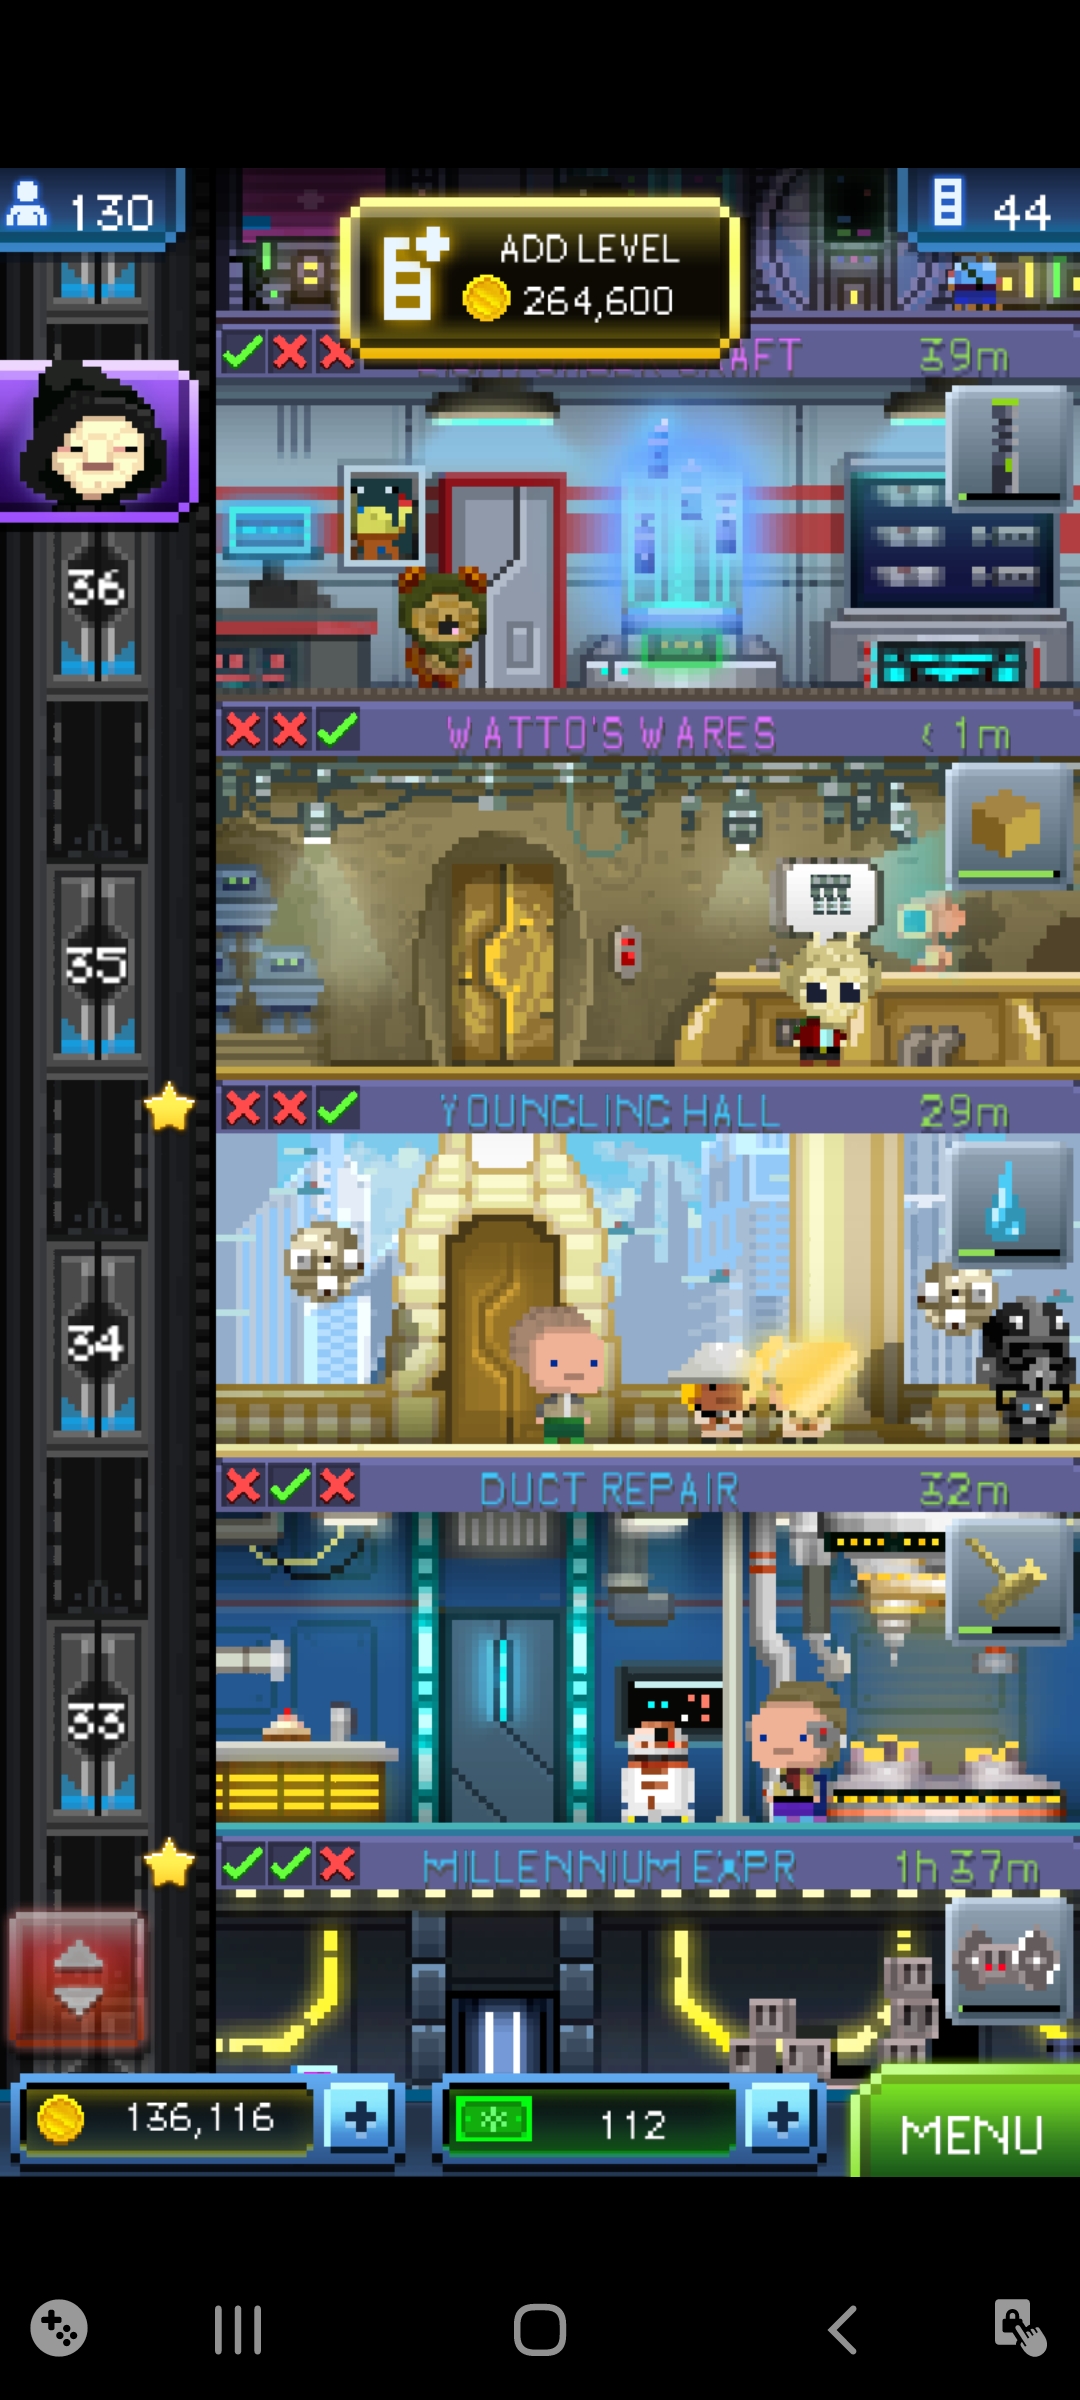 130
ADD LEVEL
264,600
44
AFT
39m
36
WATTO'S WARES
< 1m
35
YOUNGLING HALL
29m
34
DUCT REPAIR
32m
33
MILLENNIUM EXPR
1h 37m
136,116
112
MENU